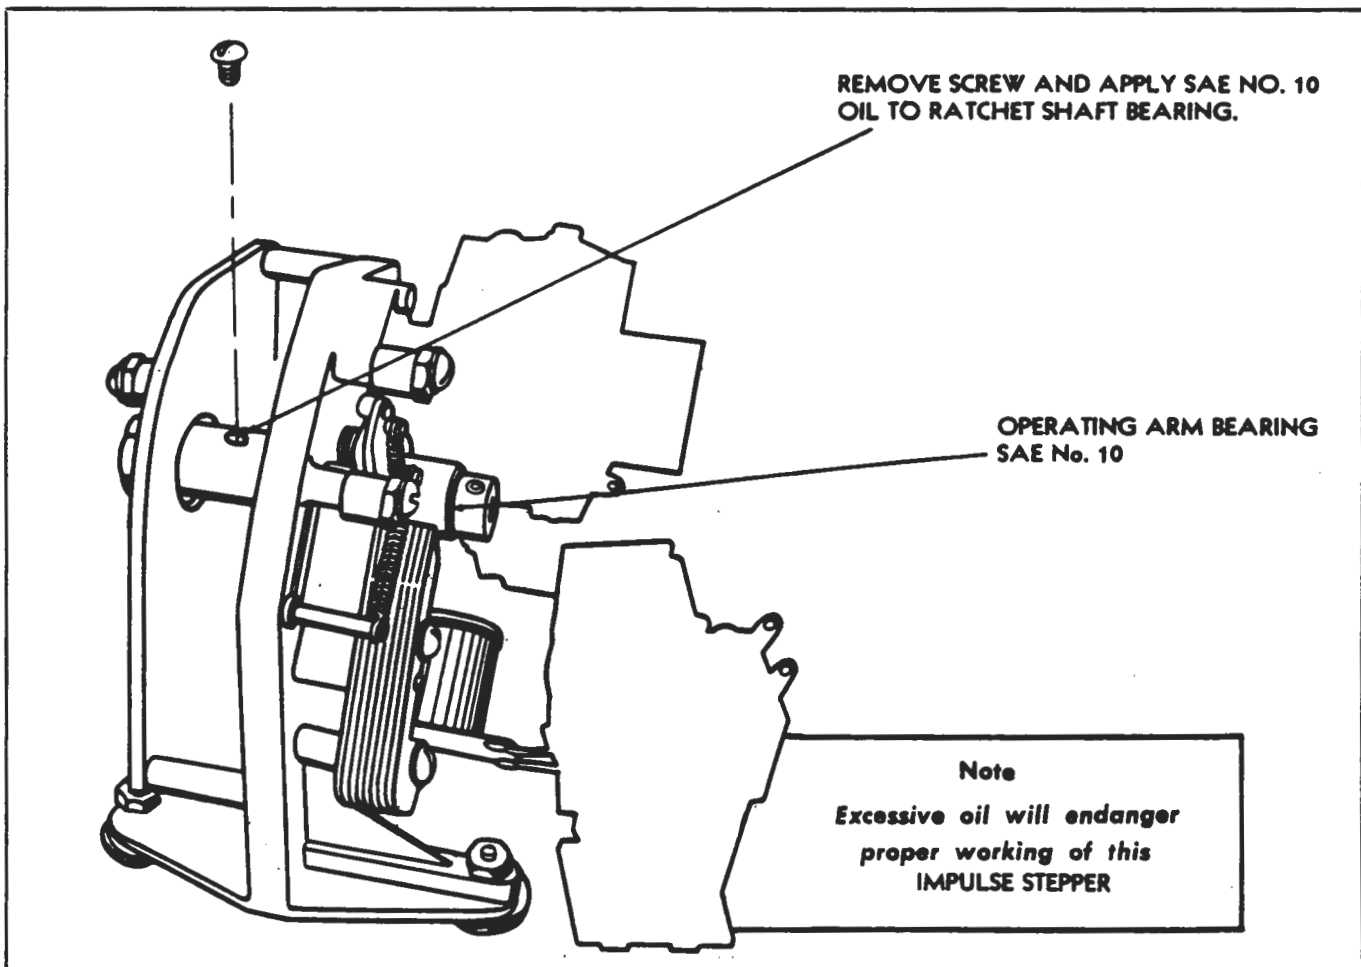 REMOVE SCREW AND APPLY SAE NO. 10
OIL TO RATCHET SHAFT BEARING.
OPERATING ARM BEARING
SAE No. 10
Note
Excessive oil will endanger
proper working of this
IMPULSE STEPPER